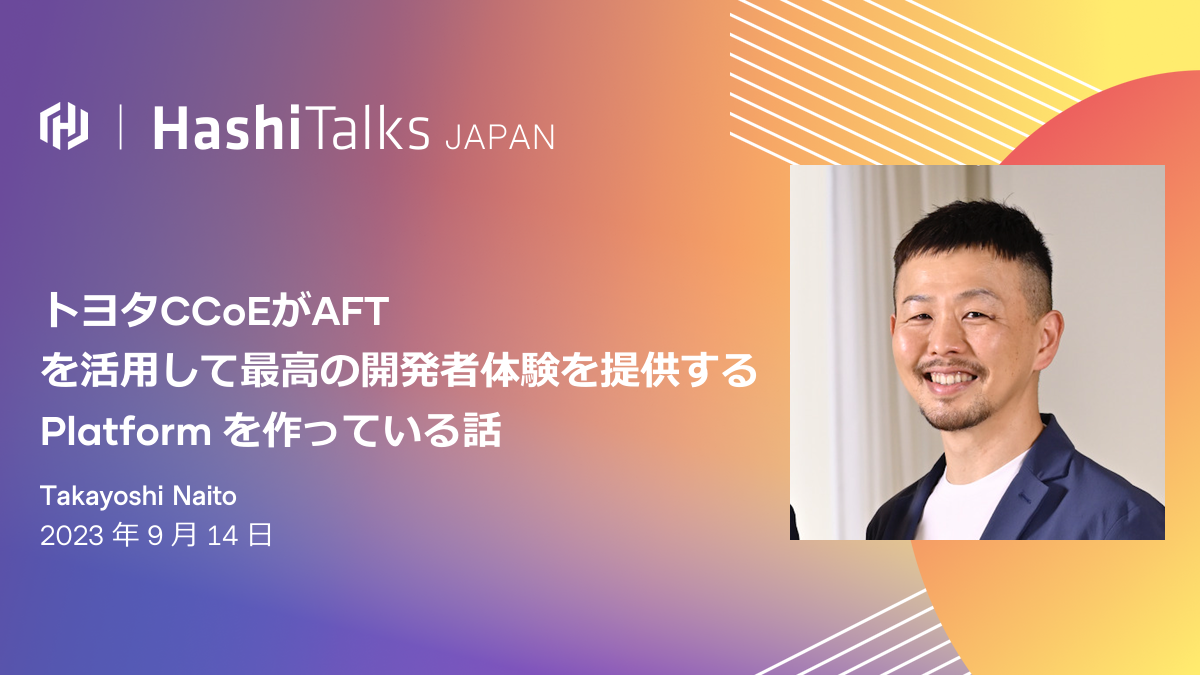 HashiTalks JAPAN
トヨタCCoEがAFT
を活用して最高の開発者体験を提供する
Platform を作っている話
Takayoshi Naito
2023 年 9 月 14 日